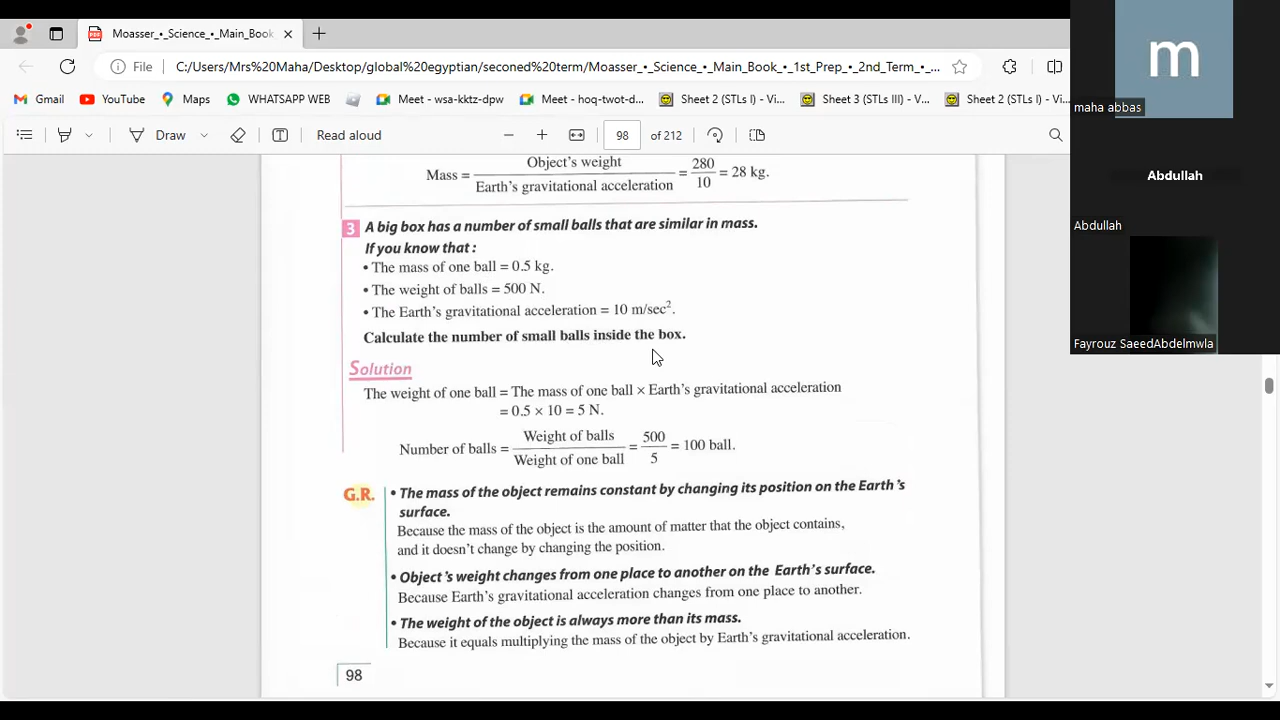 Moasser_•_Science_•_Main_Book
File
C:/Users/Mrs%20Maha/Desktop/global%20egyptian/seconed%20term/Moasser_•_Science_•_Main_Book_•_1st_Prep_•_2nd_Term_•_...
Gmail YouTube Maps WHATSAPP WEB Meet - wsa-kktz-dpw Meet - hoq-twot-d... Sheet 2 (STLs I) - Vi... Sheet 3 (STLs III) - Vi... Sheet 2 (STLs I) - Vi...
Draw Read aloud 98 of 212
m
maha abbas
Abdullah
Abdullah
Fayrouz SaeedAbdelmwla
Mass = Object's weight / Earth's gravitational acceleration = 280 / 10 = 28 kg.
3 A big box has a number of small balls that are similar in mass.
If you know that :
• The mass of one ball = 0.5 kg.
• The weight of balls = 500 N.
• The Earth's gravitational acceleration = 10 m/sec².
Calculate the number of small balls inside the box.
Solution
The weight of one ball = The mass of one ball × Earth's gravitational acceleration
= 0.5 × 10 = 5 N.
Number of balls = Weight of balls / Weight of one ball = 500 / 5 = 100 ball.
G.R. • The mass of the object remains constant by changing its position on the Earth's
surface.
Because the mass of the object is the amount of matter that the object contains,
and it doesn't change by changing the position.
• Object's weight changes from one place to another on the Earth's surface.
Because Earth's gravitational acceleration changes from one place to another.
• The weight of the object is always more than its mass.
Because it equals multiplying the mass of the object by Earth's gravitational acceleration.
98